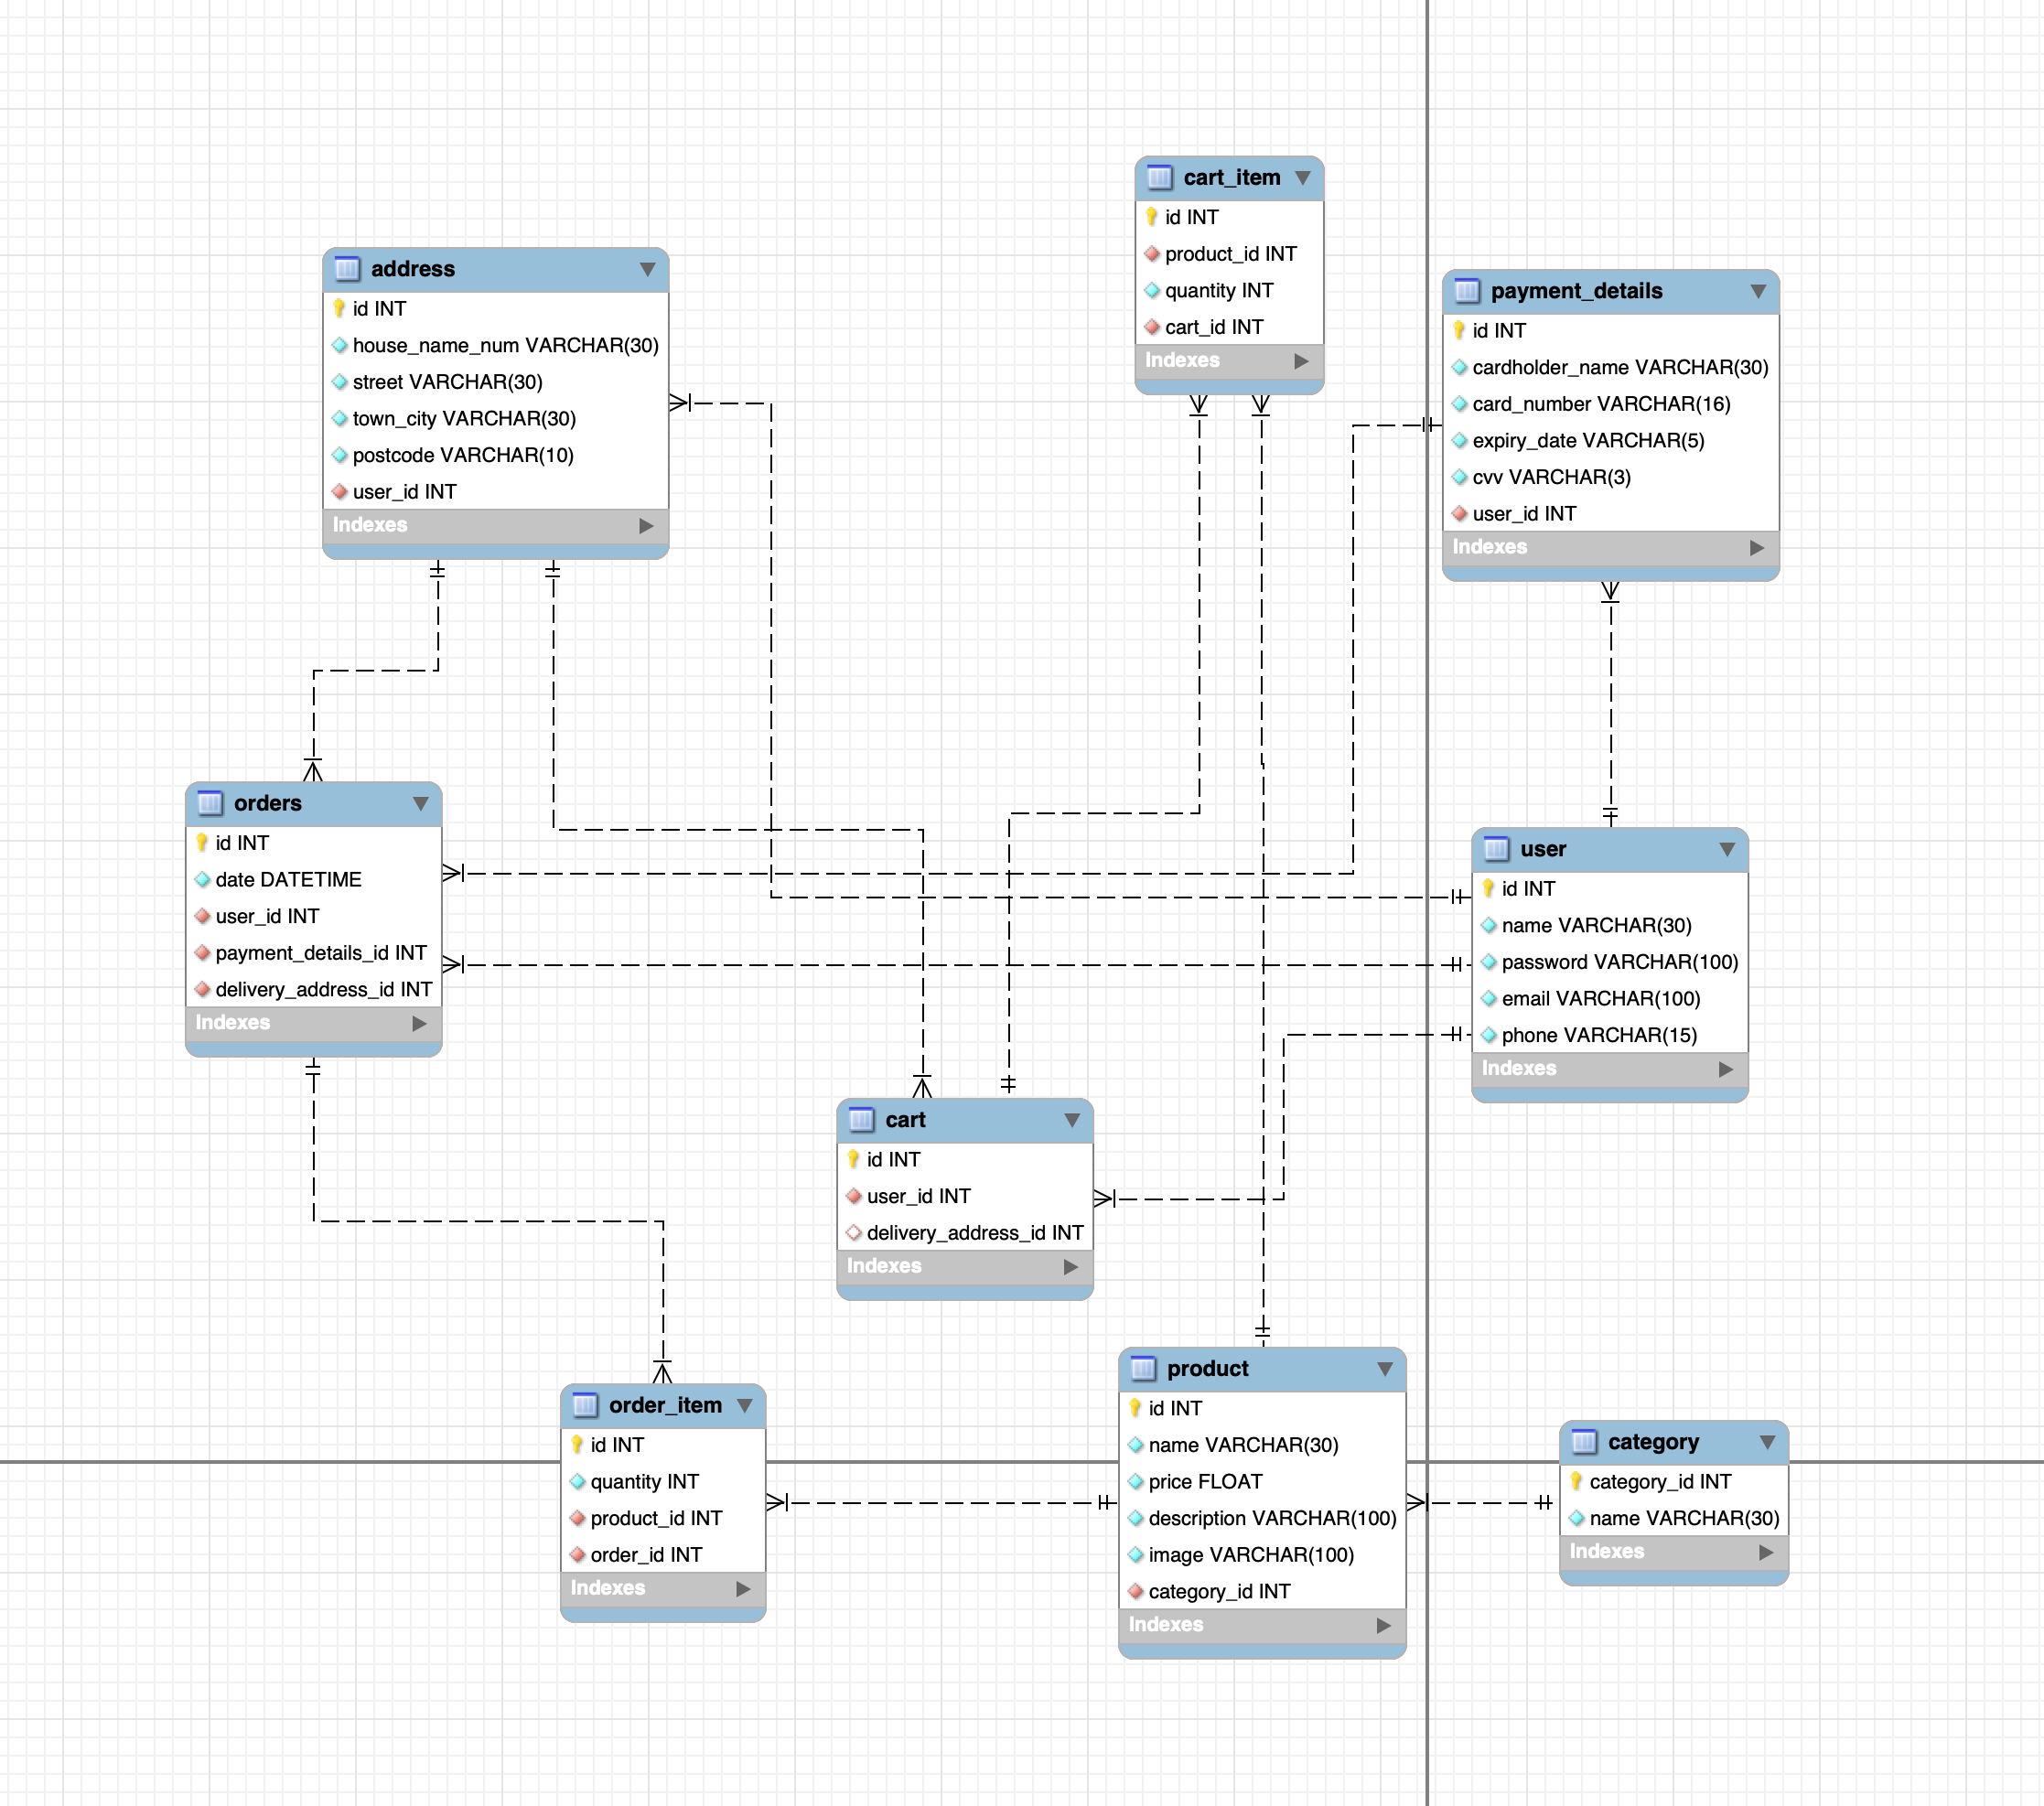 cart_item
id INT
product_id INT
quantity INT
cart_id INT
Indexes
address
id INT
house_name_num VARCHAR(30)
street VARCHAR(30)
town_city VARCHAR(30)
postcode VARCHAR(10)
user_id INT
Indexes
payment_details
id INT
cardholder_name VARCHAR(30)
card_number VARCHAR(16)
expiry_date VARCHAR(5)
cvv VARCHAR(3)
user_id INT
Indexes
orders
id INT
date DATETIME
user_id INT
payment_details_id INT
delivery_address_id INT
Indexes
user
id INT
name VARCHAR(30)
password VARCHAR(100)
email VARCHAR(100)
phone VARCHAR(15)
Indexes
cart
id INT
user_id INT
delivery_address_id INT
Indexes
order_item
id INT
quantity INT
product_id INT
order_id INT
Indexes
product
id INT
name VARCHAR(30)
price FLOAT
description VARCHAR(100)
image VARCHAR(100)
category_id INT
Indexes
category
category_id INT
name VARCHAR(30)
Indexes